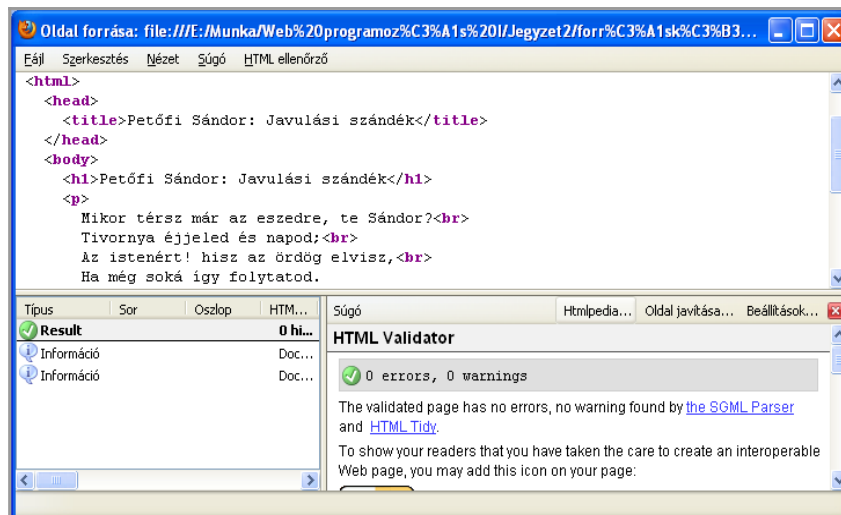 Oldal forrása: file:///E:/Munka/Web%20programoz%C3%A1s%20I/Jegyzet2/forr%C3%A1sk%C3%B3...
Fájl Szerkesztés Nézet Súgó HTML ellenőrző
<html>
<head>
<title>Petőfi Sándor: Javulási szándék</title>
</head>
<body>
<h1>Petőfi Sándor: Javulási szándék</h1>
<p>
Mikor térsz már az eszedre, te Sándor?<br>
Tivornya éjjeled és napod;<br>
Az istenért! hisz az ördög elvisz,<br>
Ha még soká így folytatod.
Típus Sor Oszlop HTM...
Result 0 hi...
Információ Doc...
Információ Doc...
Súgó Htmlpedia... Oldal javítása... Beállítások...
HTML Validator
0 errors, 0 warnings
The validated page has no errors, no warning found by the SGML Parser
and HTML Tidy.
To show your readers that you have taken the care to create an interoperable
Web page, you may add this icon on your page: